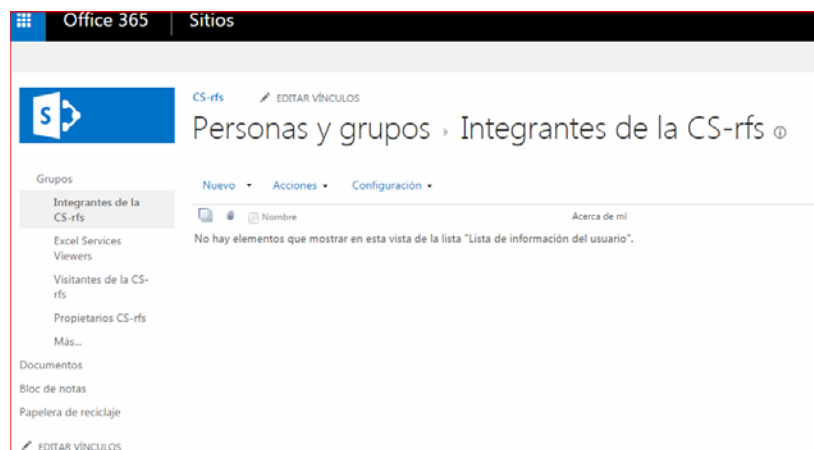 Office 365 Sitios
CS-rfs EDITAR VÍNCULOS
Personas y grupos › Integrantes de la CS-rfs
Grupos
Integrantes de la
CS-rfs
Excel Services
Viewers
Visitantes de la CS-
rfs
Propietarios CS-rfs
Más...
Documentos
Bloc de notas
Papelera de reciclaje
EDITAR VÍNCULOS
Nuevo Acciones Configuración
Nombre Acerca de mí
No hay elementos que mostrar en esta vista de la lista "Lista de información del usuario".